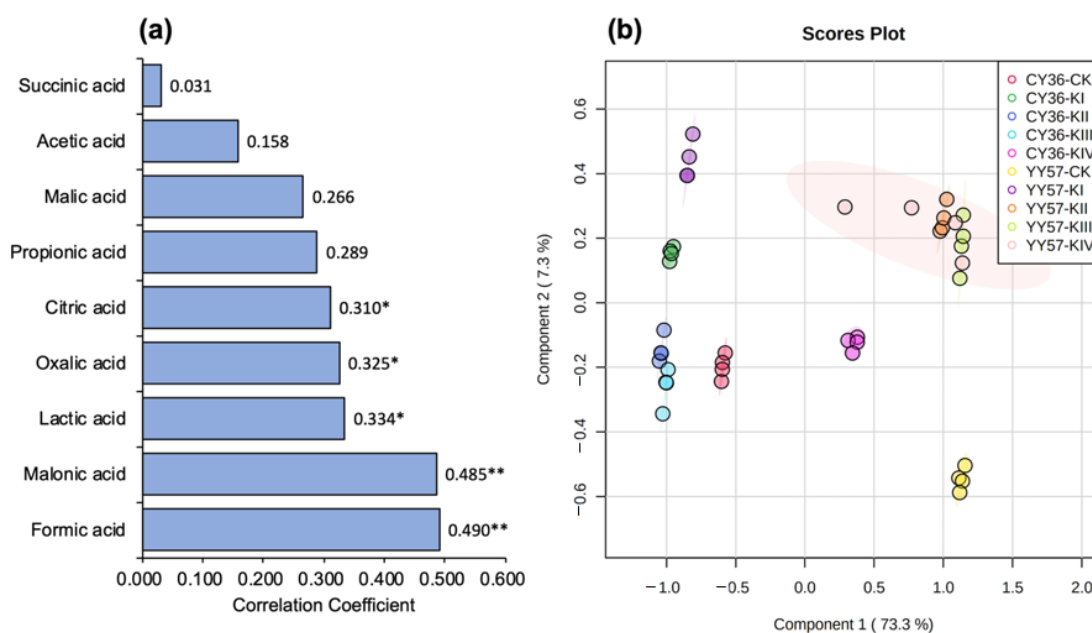 (a)
Succinic acid 0.031
Acetic acid 0.158
Malic acid 0.266
Propionic acid 0.289
Citric acid 0.310*
Oxalic acid 0.325*
Lactic acid 0.334*
Malonic acid 0.485**
Formic acid 0.490**
0.000 0.100 0.200 0.300 0.400 0.500 0.600
Correlation Coefficient
(b)
Scores Plot
CY36-CK
CY36-KI
CY36-KII
CY36-KIII
CY36-KIV
YY57-CK
YY57-KI
YY57-KII
YY57-KIII
YY57-KIV
Component 2 ( 7.3 %)
0.6
0.4
0.2
0.0
−0.2
−0.4
−0.6
−1.0 −0.5 0.0 0.5 1.0 1.5 2.0
Component 1 ( 73.3 %)